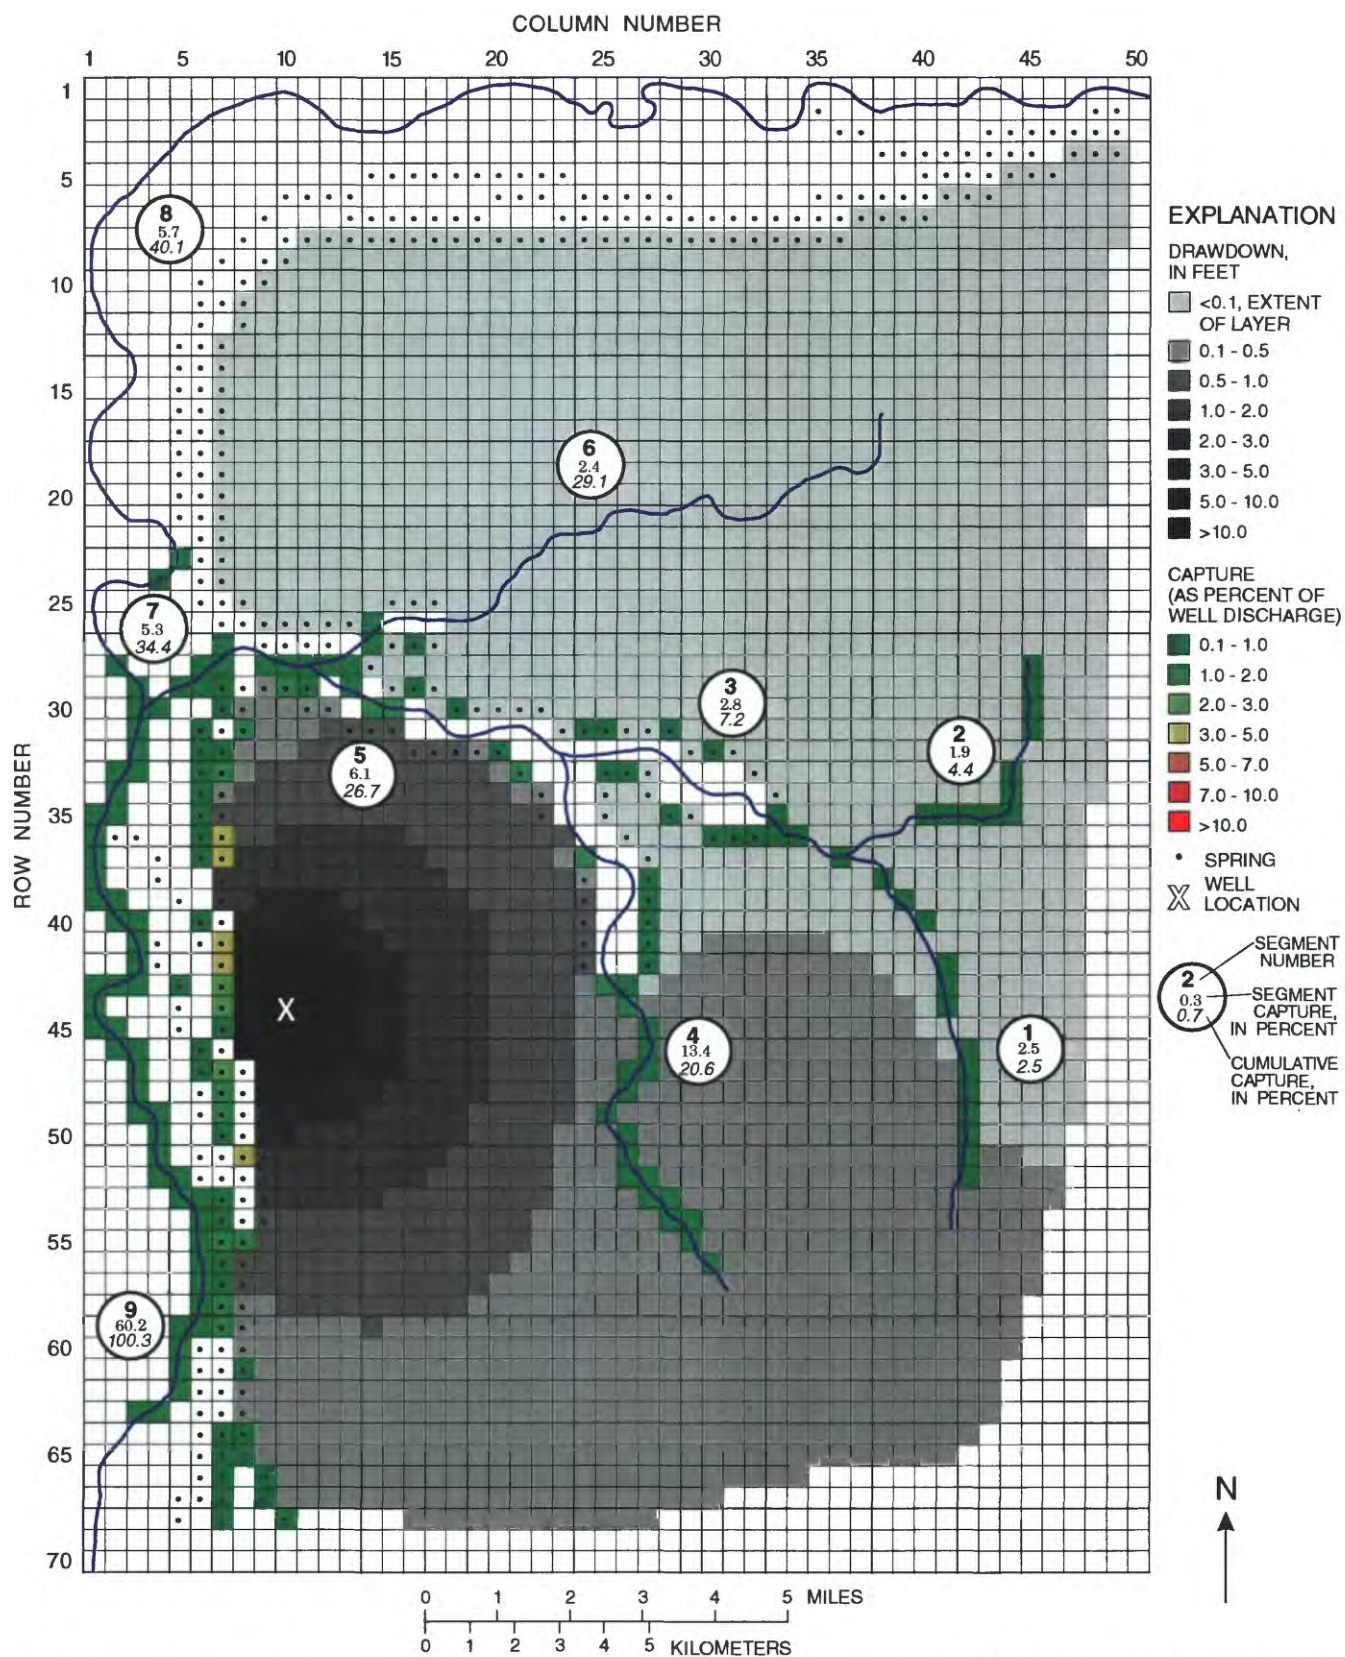 COLUMN NUMBER
1 5 10 15 20 25 30 35 40 45 50
1
5
10
15
20
25
30
35
40
45
50
55
60
65
70
ROW NUMBER
8
5.7
40.1
6
2.4
29.1
7
5.3
34.4
3
2.8
7.2
2
1.9
4.4
5
6.1
26.7
4
13.4
20.6
1
2.5
2.5
9
60.2
100.3
X
EXPLANATION
DRAWDOWN,
IN FEET
<0.1, EXTENT
OF LAYER
0.1 - 0.5
0.5 - 1.0
1.0 - 2.0
2.0 - 3.0
3.0 - 5.0
5.0 - 10.0
>10.0
CAPTURE
(AS PERCENT OF
WELL DISCHARGE)
0.1 - 1.0
1.0 - 2.0
2.0 - 3.0
3.0 - 5.0
5.0 - 7.0
7.0 - 10.0
>10.0
SPRING
X WELL
LOCATION
2
0.3
0.7
SEGMENT
NUMBER
SEGMENT
CAPTURE,
IN PERCENT
CUMULATIVE
CAPTURE,
IN PERCENT
N
0 1 2 3 4 5 MILES
0 1 2 3 4 5 KILOMETERS